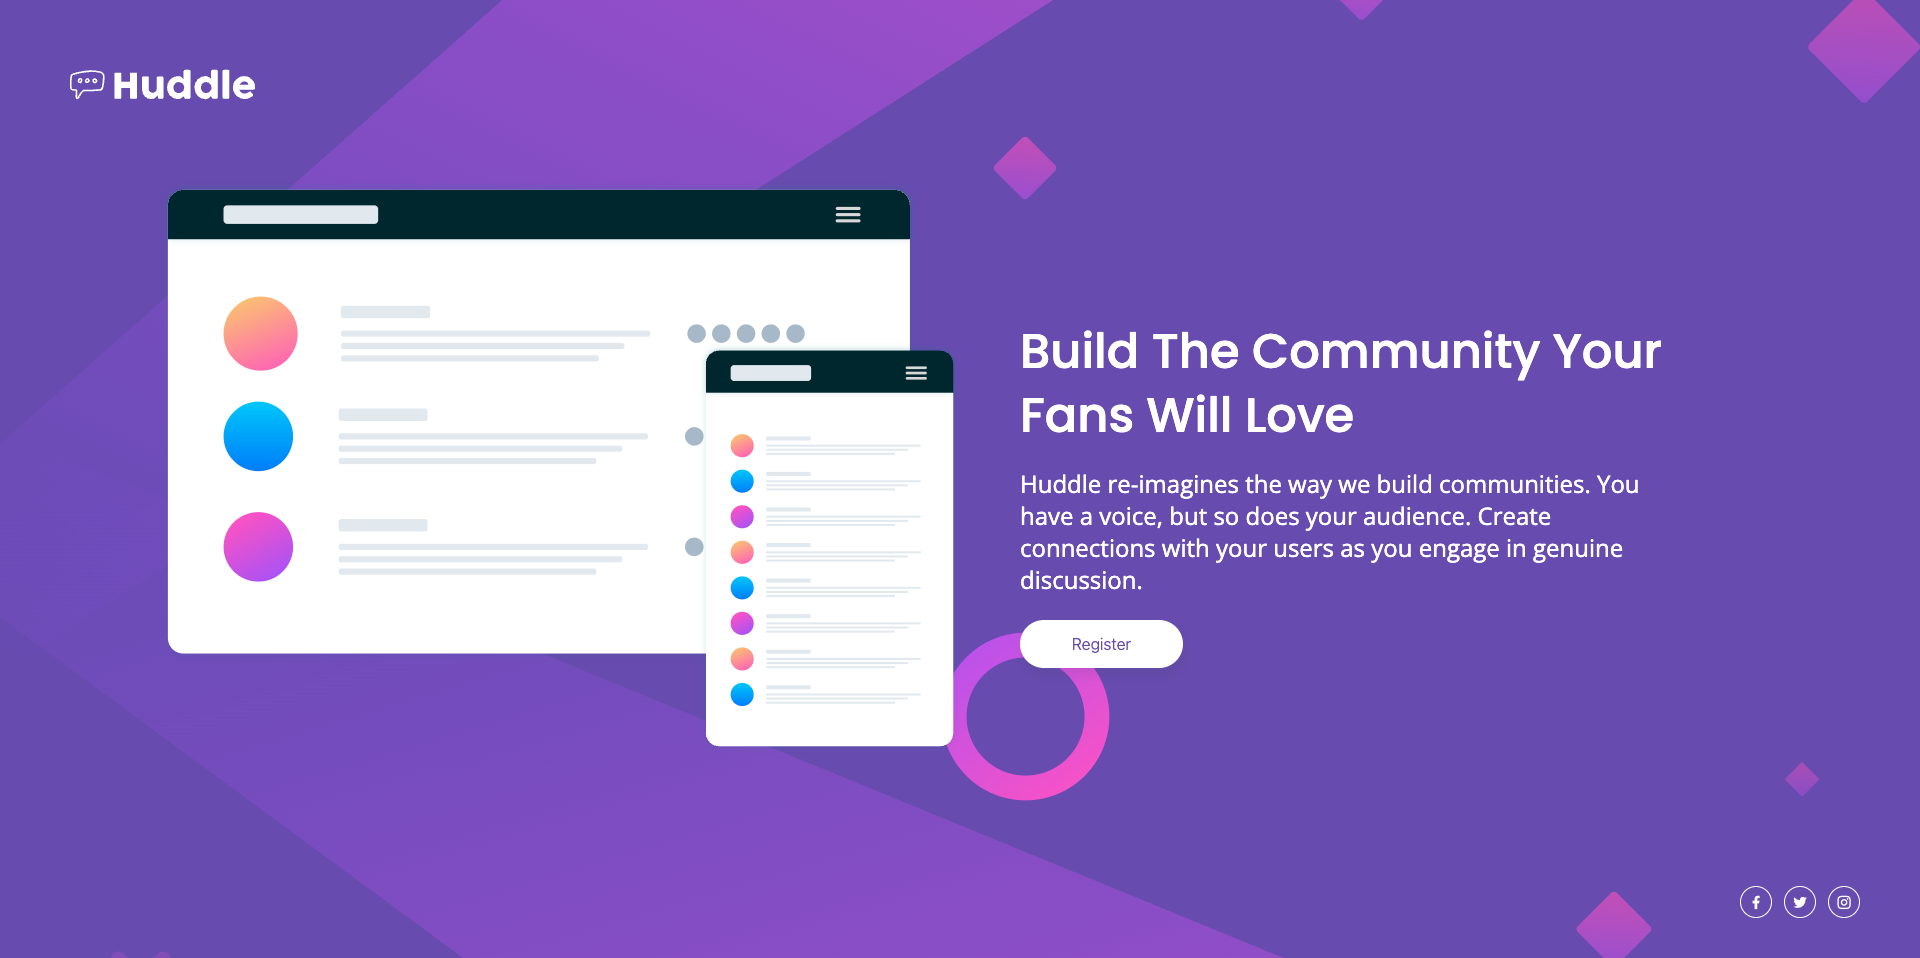 Huddle
Build The Community Your
Fans Will Love
Huddle re-imagines the way we build communities. You
have a voice, but so does your audience. Create
connections with your users as you engage in genuine
discussion.
Register